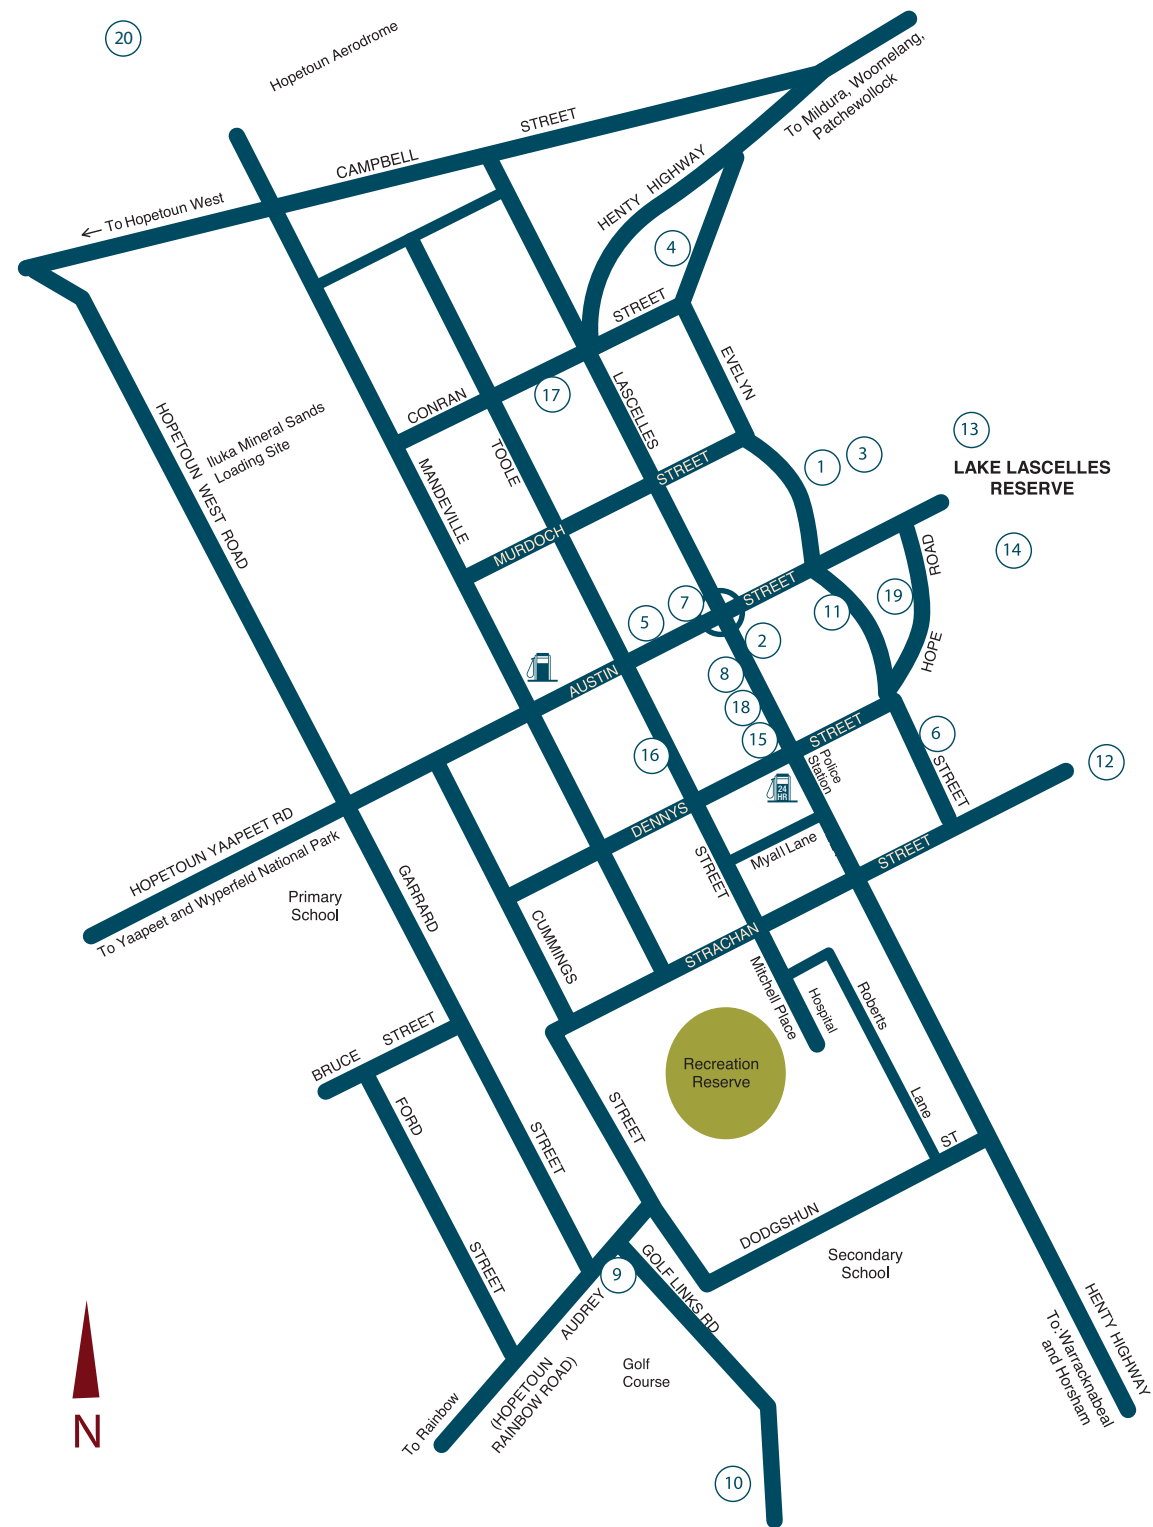 20
Hopetoun Aerodrome
To Mildura, Woomelang,
Patchewollock
STREET
CAMPBELL
← To Hopetoun West
HENTY HIGHWAY
4
STREET
EVELYN
17
CONRAN
LASCELLES
HOPETOUN WEST ROAD
Iluka Mineral Sands
Loading Site
TOOLE
MANDEVILLE
STREET
MURDOCH
1
3
13
LAKE LASCELLES
RESERVE
14
ROAD
HOPE
19
11
STREET
7
5
2
8
18
15
16
AUSTIN
STREET
6
STREET
12
Police
Station
24
HR
DENNYS
STREET
Myall Lane
STREET
HOPETOUN YAAPEET RD
To Yaapeet and Wyperfeld National Park
Primary
School
GARRARD
CUMMINGS
STRACHAN
Mitchell Place
Hospital
Roberts
Lane
BRUCE STREET
FORD
STREET
STREET
STREET
Recreation
Reserve
ST
DODGSHUN
Secondary
School
9
GOLF LINKS RD
AUDREY
(HOPETOUN
RAINBOW ROAD)
To Rainbow
Golf
Course
HENTY HIGHWAY
To:Warracknabeal
and Horsham
10
N